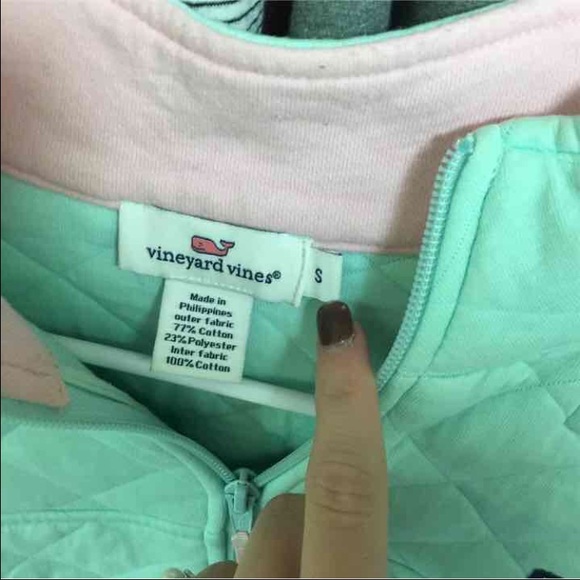 vineyard vines®
S
Made in
Philippines
outer fabric
77% Cotton
23% Polyester
Inter fabric
100% Cotton